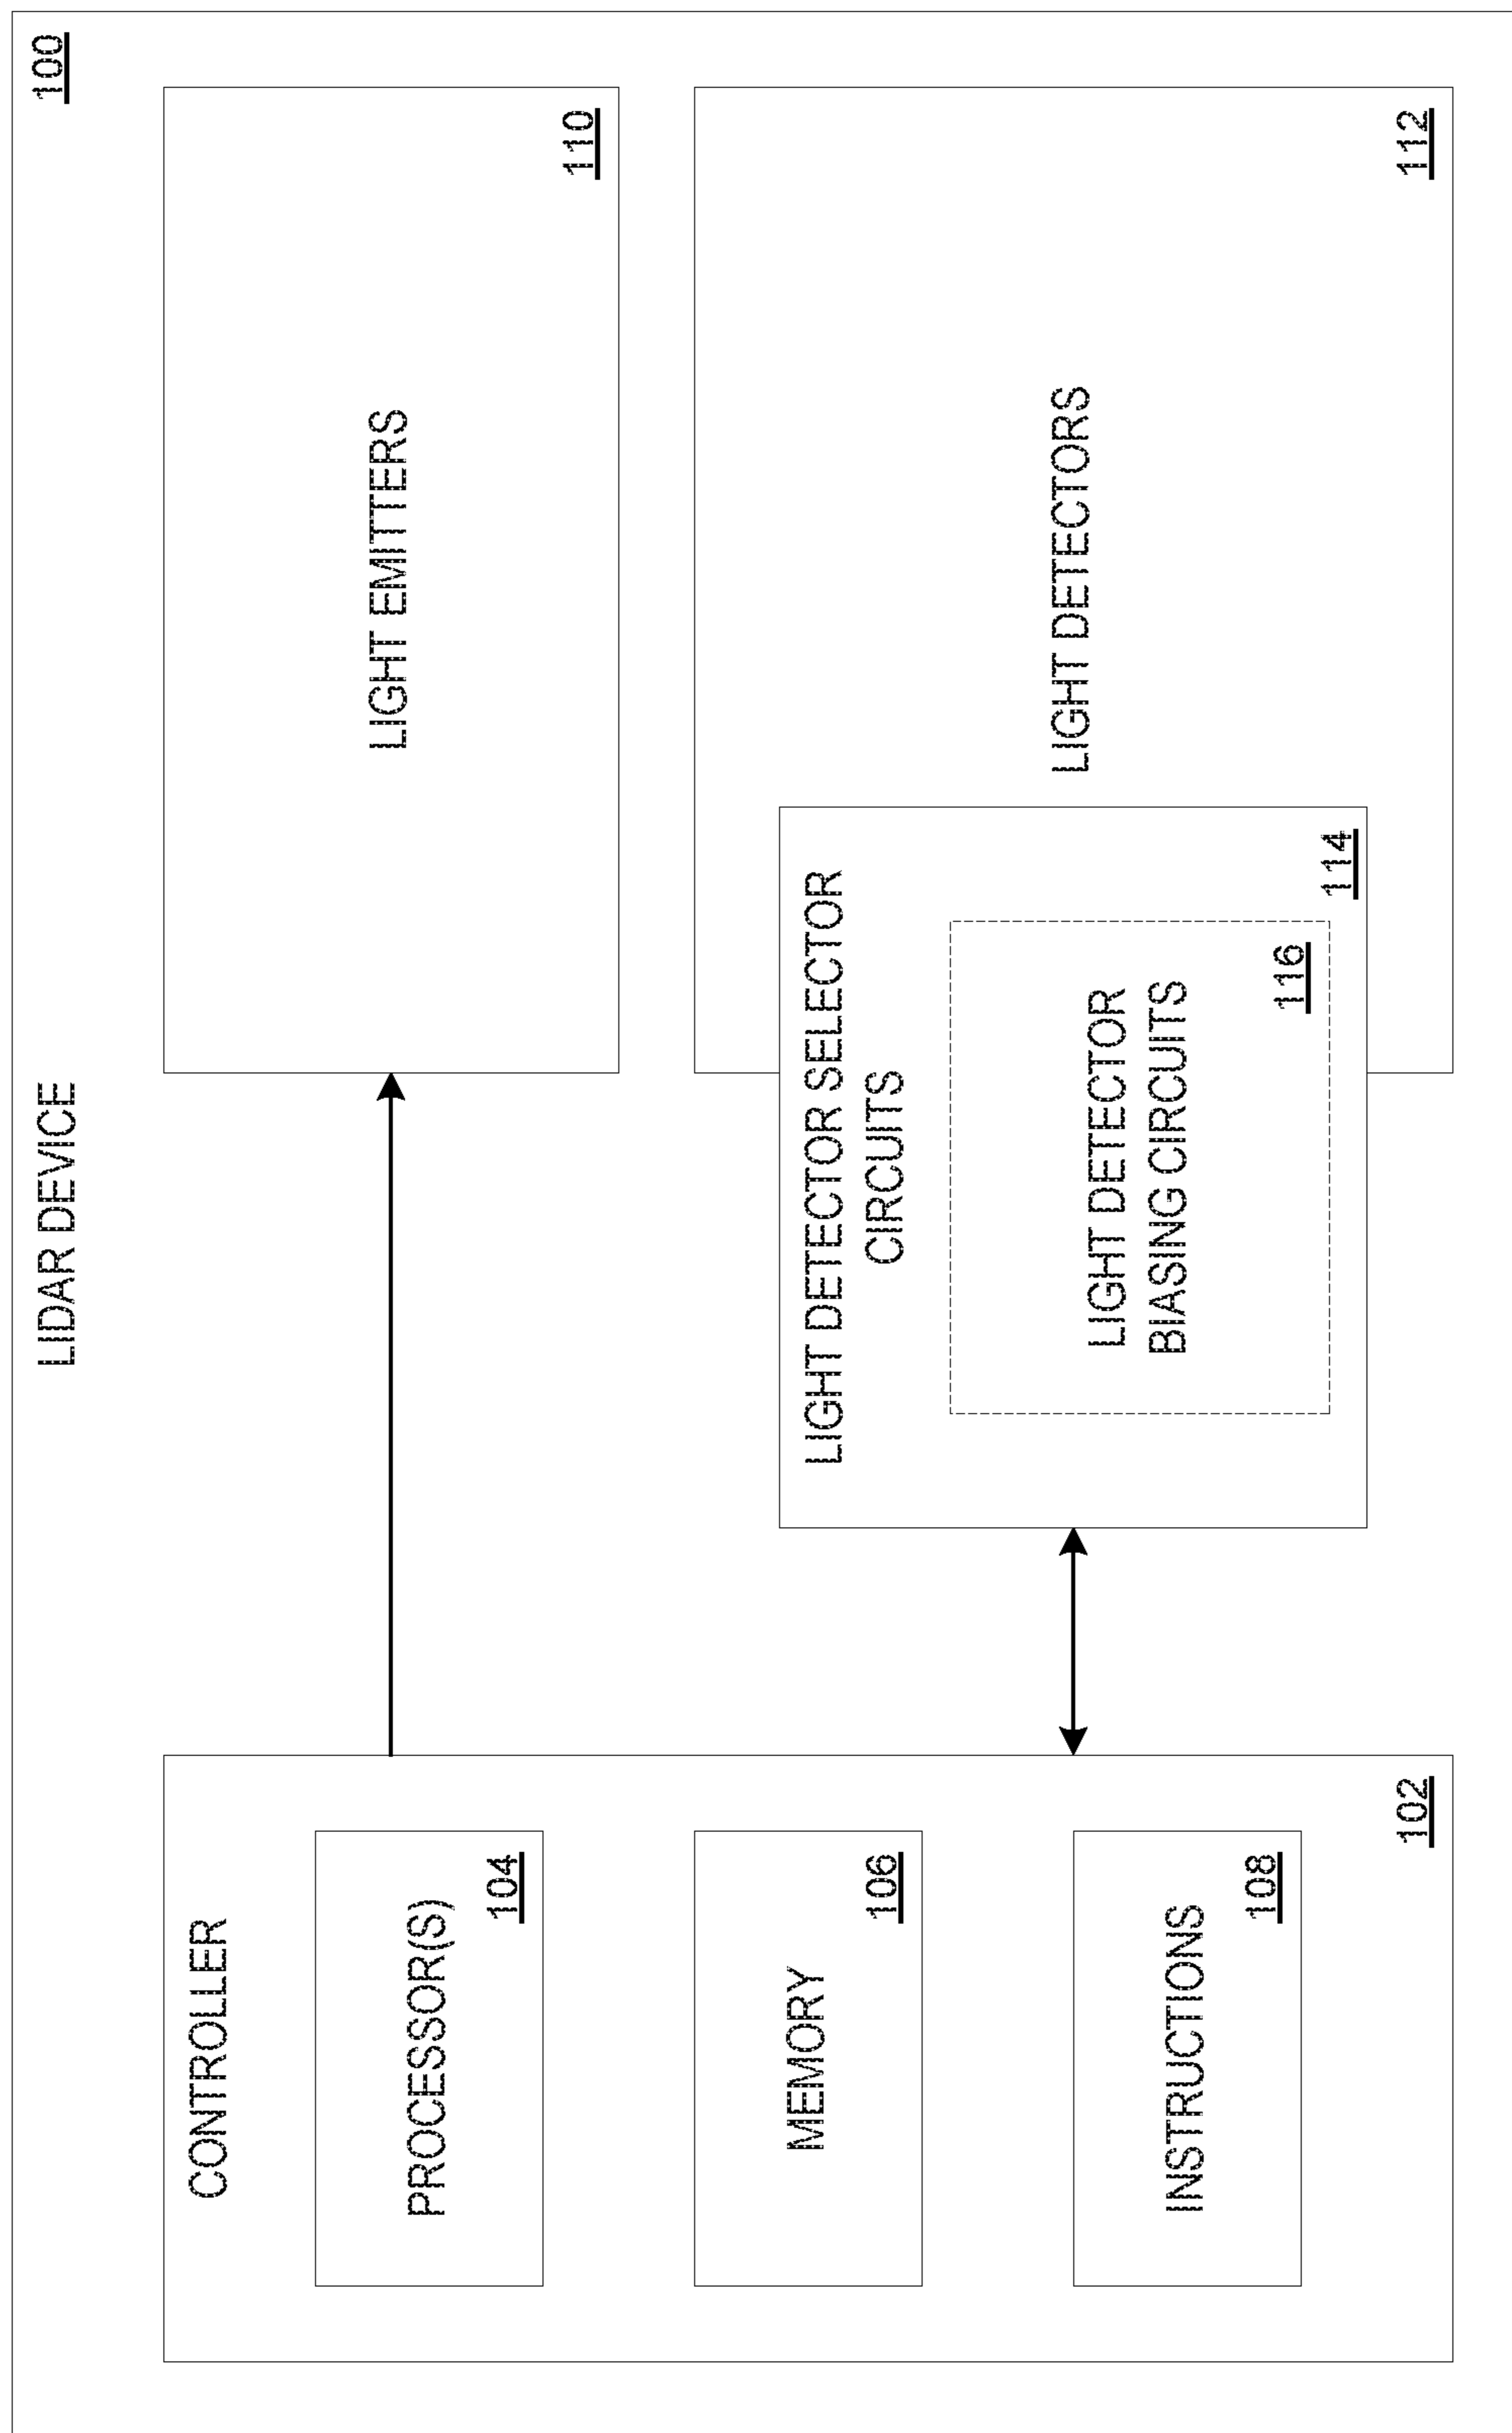 LIDAR DEVICE
100
CONTROLLER
PROCESSOR(S)
104
MEMORY
106
INSTRUCTIONS
108
102
LIGHT EMITTERS
110
LIGHT DETECTOR SELECTOR
CIRCUITS
LIGHT DETECTOR
BIASING CIRCUITS
116
114
LIGHT DETECTORS
112